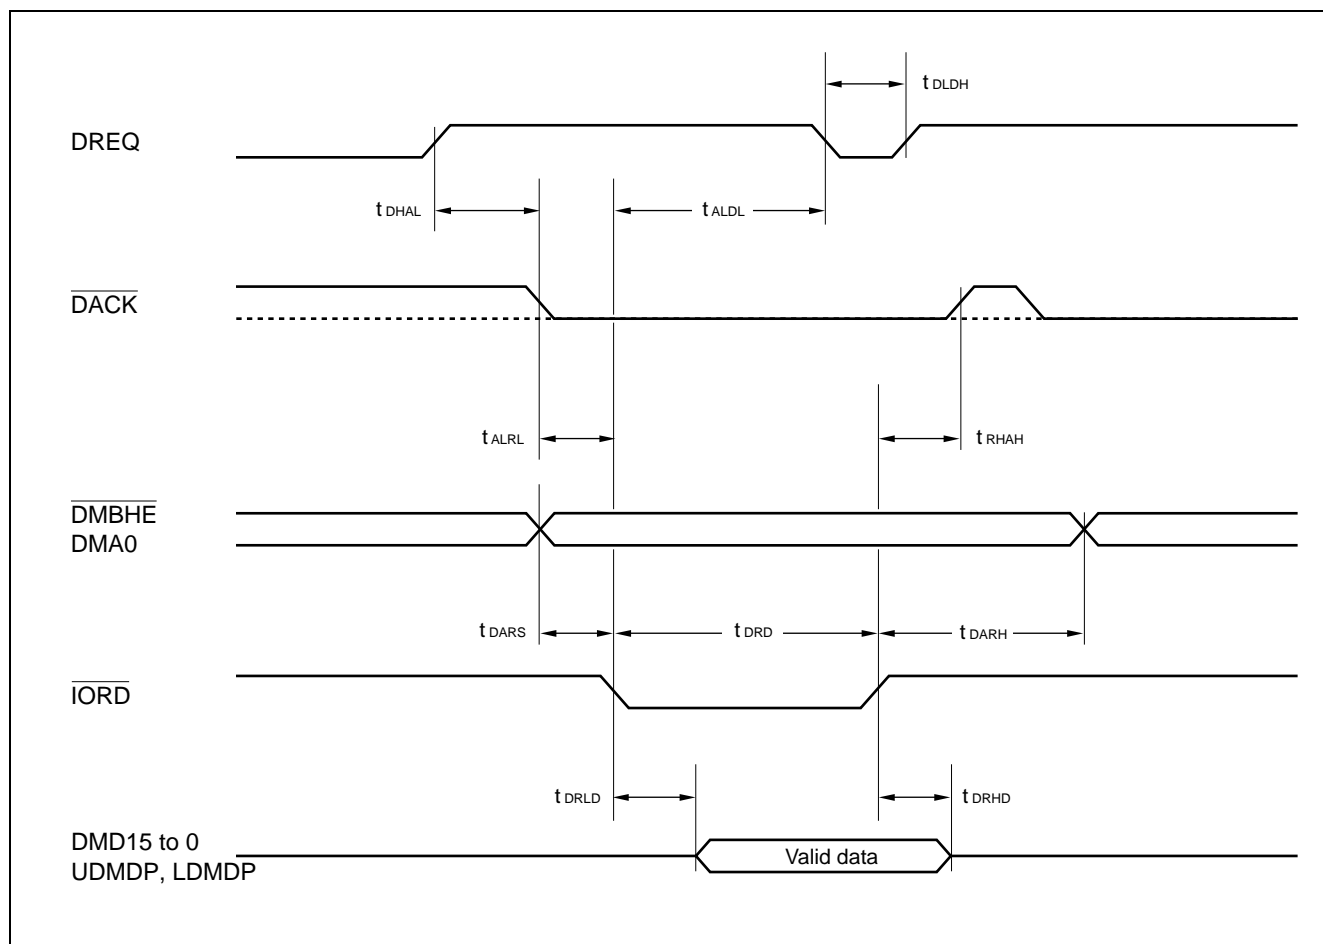 t DLDH
DREQ
t DHAL
t ALDL
DACK
t ALRL
t RHAH
DMBHE
DMA0
t DARS
t DRD
t DARH
IORD
t DRLD
t DRHD
DMD15 to 0
UDMDP, LDMDP
Valid data